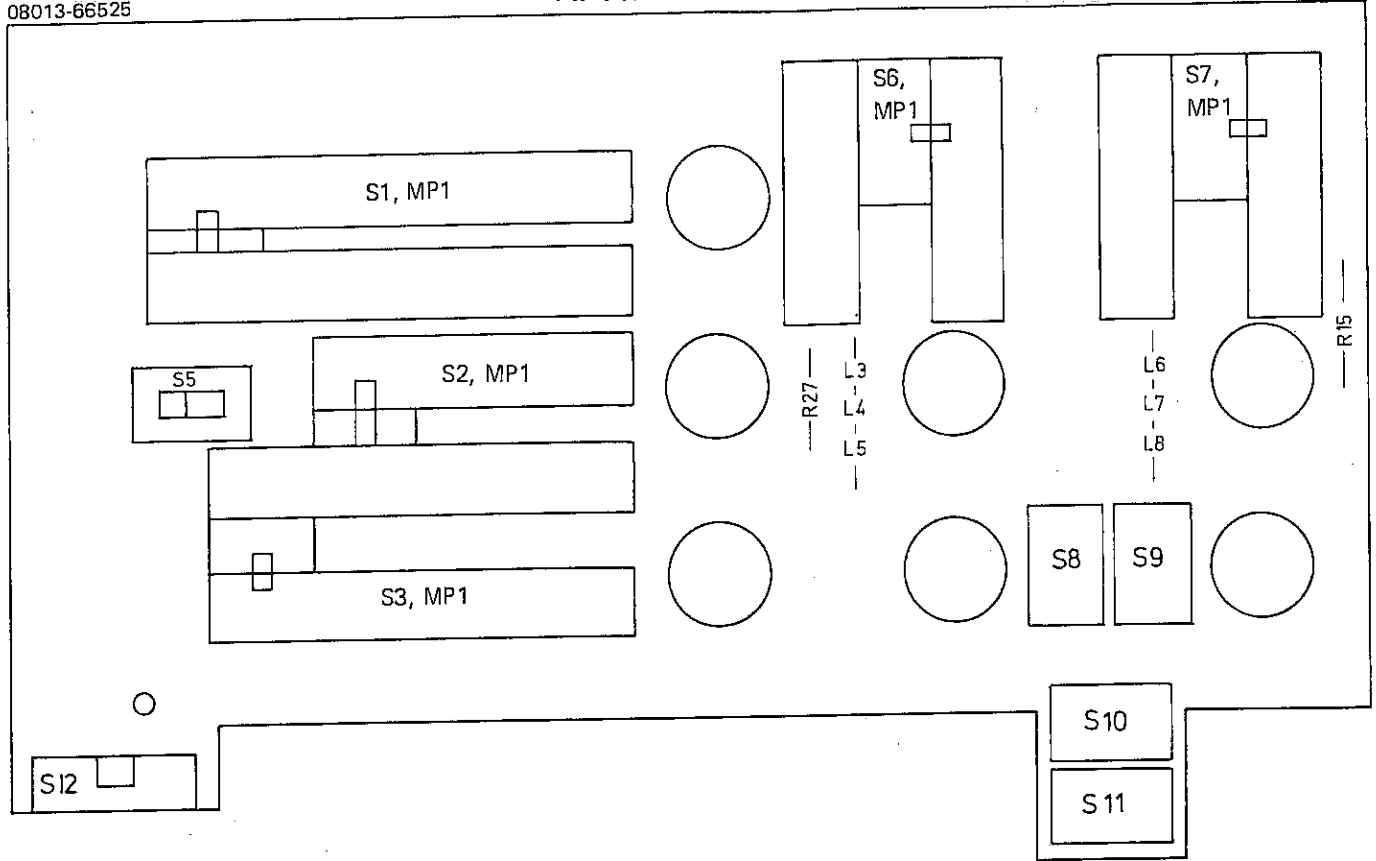 08013-66525
S6,
MP1
S7,
MP1
S1, MP1
S5
S2, MP1
R27
L3
L4
L5
L6
L7
L8
R15
S8
S9
S3, MP1
S10
S12
S11